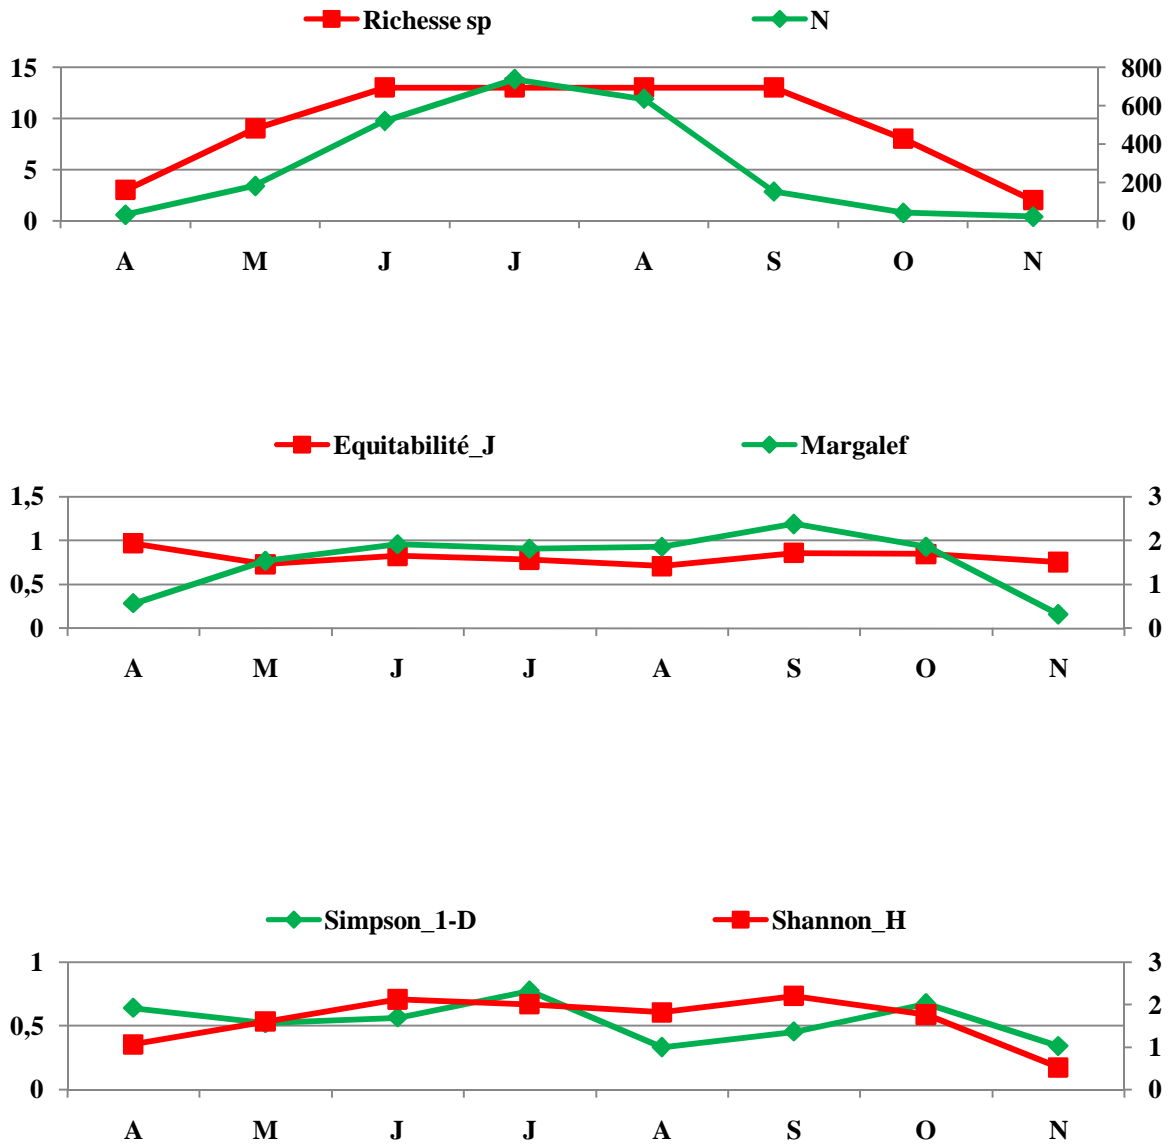 Richesse sp N
15 800
10 600
5 400
0 200
0
A M J J A S O N
Equitabilité_J Margalef
1,5 3
1 2
0,5 1
0 0
A M J J A S O N
Simpson_1-D Shannon_H
1 3
0,5 2
0 1
0
A M J J A S O N